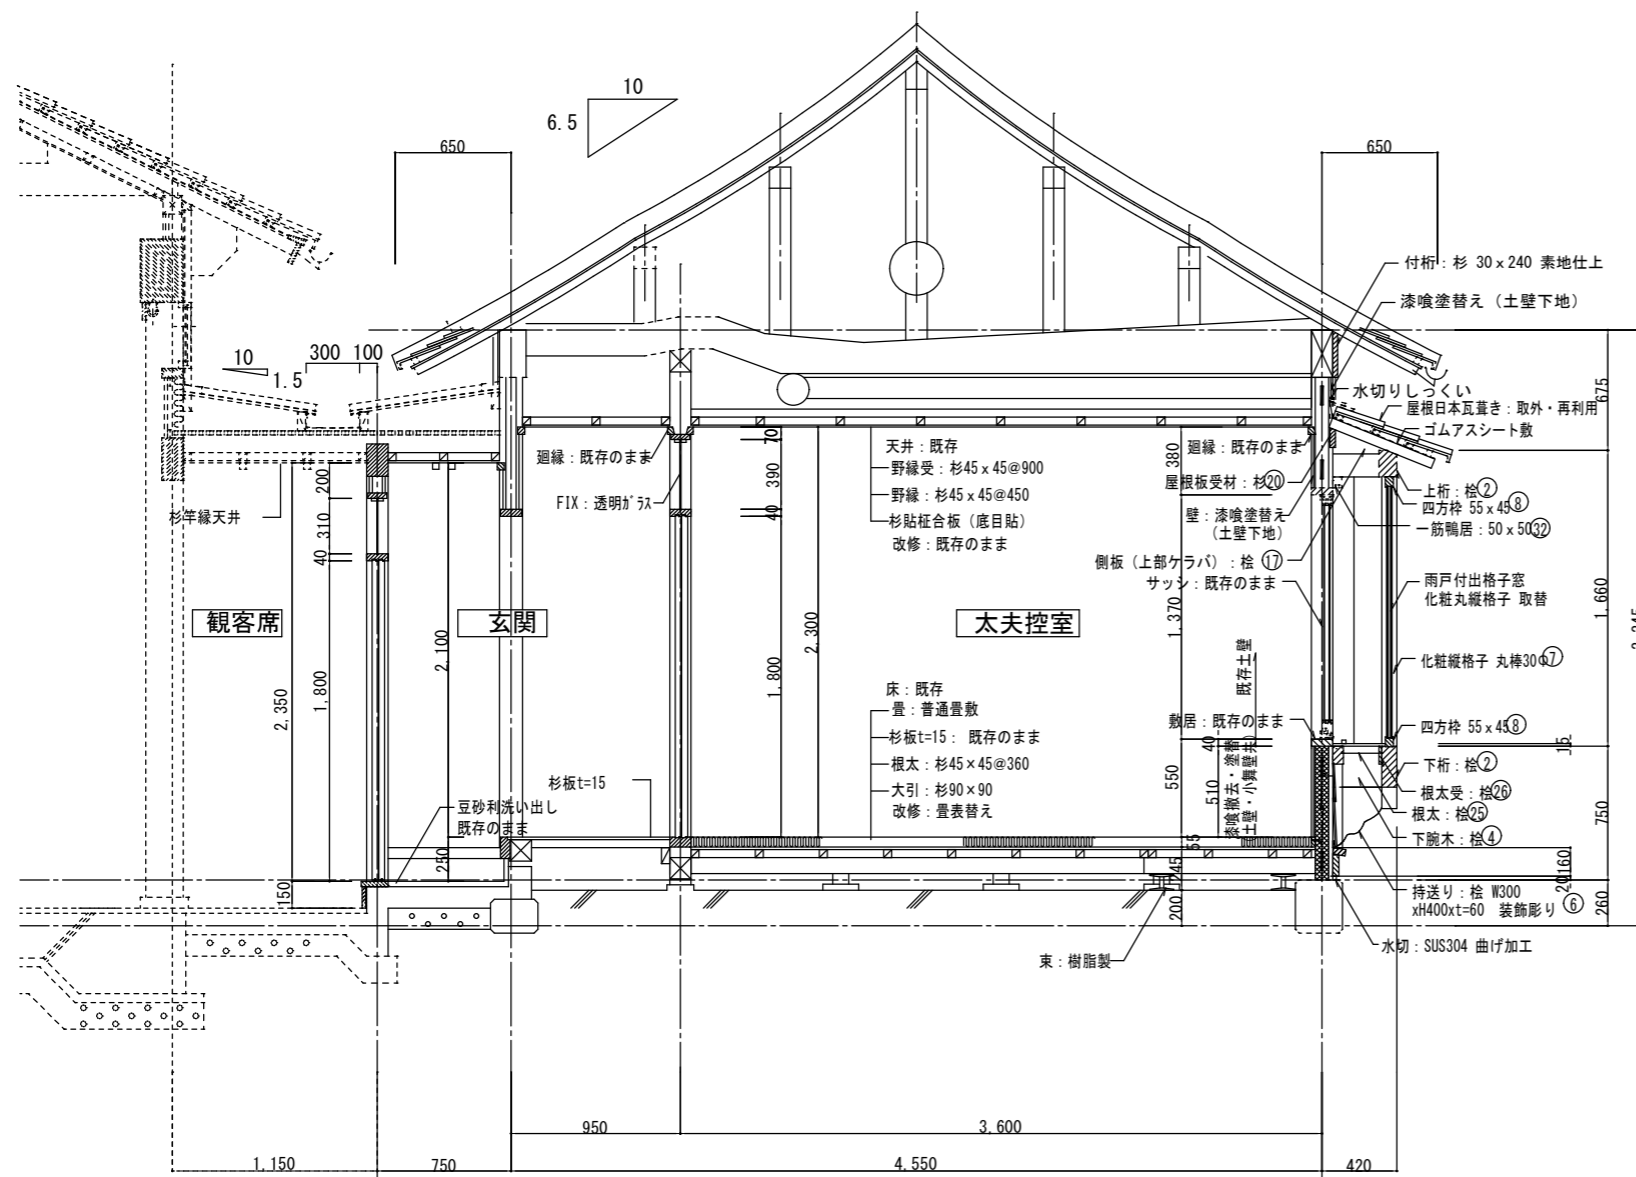 10
6.5
650
650
付桁：杉 30x240 素地仕上
漆喰塗替え（土壁下地）
10
1.5
300
100
水切りしっくい
屋根日本瓦葺き：取外・再利用
ゴムアスシート敷
675
廻縁：既存のまま
FIX：透明ガラス
70
390
40
天井：既存
野縁受：杉45x45@900
野縁：杉45x45@450
杉貼柾合板（底目貼）
改修：既存のまま
380
廻縁：既存のまま
屋根板受材：杉⑳
壁：漆喰塗替え
（土壁下地）
側板（上部ケラバ）：桧⑰
サッシ：既存のまま
上桁：桧②
四方枠 55x45⑧
一筋鴨居：50x50㉜
雨戸付出格子窓
化粧丸縦格子 取替
化粧縦格子 丸棒30Φ⑦
1,660
200
310
40
杉竿縁天井
観客席
玄関
太夫控室
2,350
1,800
2,100
1,800
2,300
1,370
既存土壁
敷居：既存のまま
四方枠 55x45⑧
15
床：既存
畳：普通畳敷
杉板t=15：既存のまま
根太：杉45×45@360
大引：杉90×90
改修：畳表替え
40
550
510
漆喰撤去・塗替
土壁・小舞壁共
下桁：桧②
根太受：桧㉖
根太：桧㉕
下腕木：桧④
750
杉板t=15
豆砂利洗い出し
既存のまま
250
150
55
245
200
160
20
260
持送り：桧 W300
xH400xt=60 装飾彫り⑥
水切：SUS304 曲げ加工
束：樹脂製
950
3,600
1,150
750
4,550
420